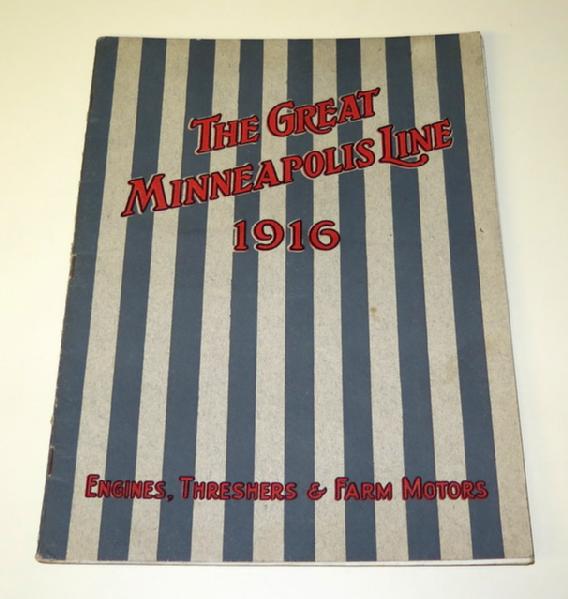 The Great
Minneapolis Line
1916
Engines, Threshers & Farm Motors